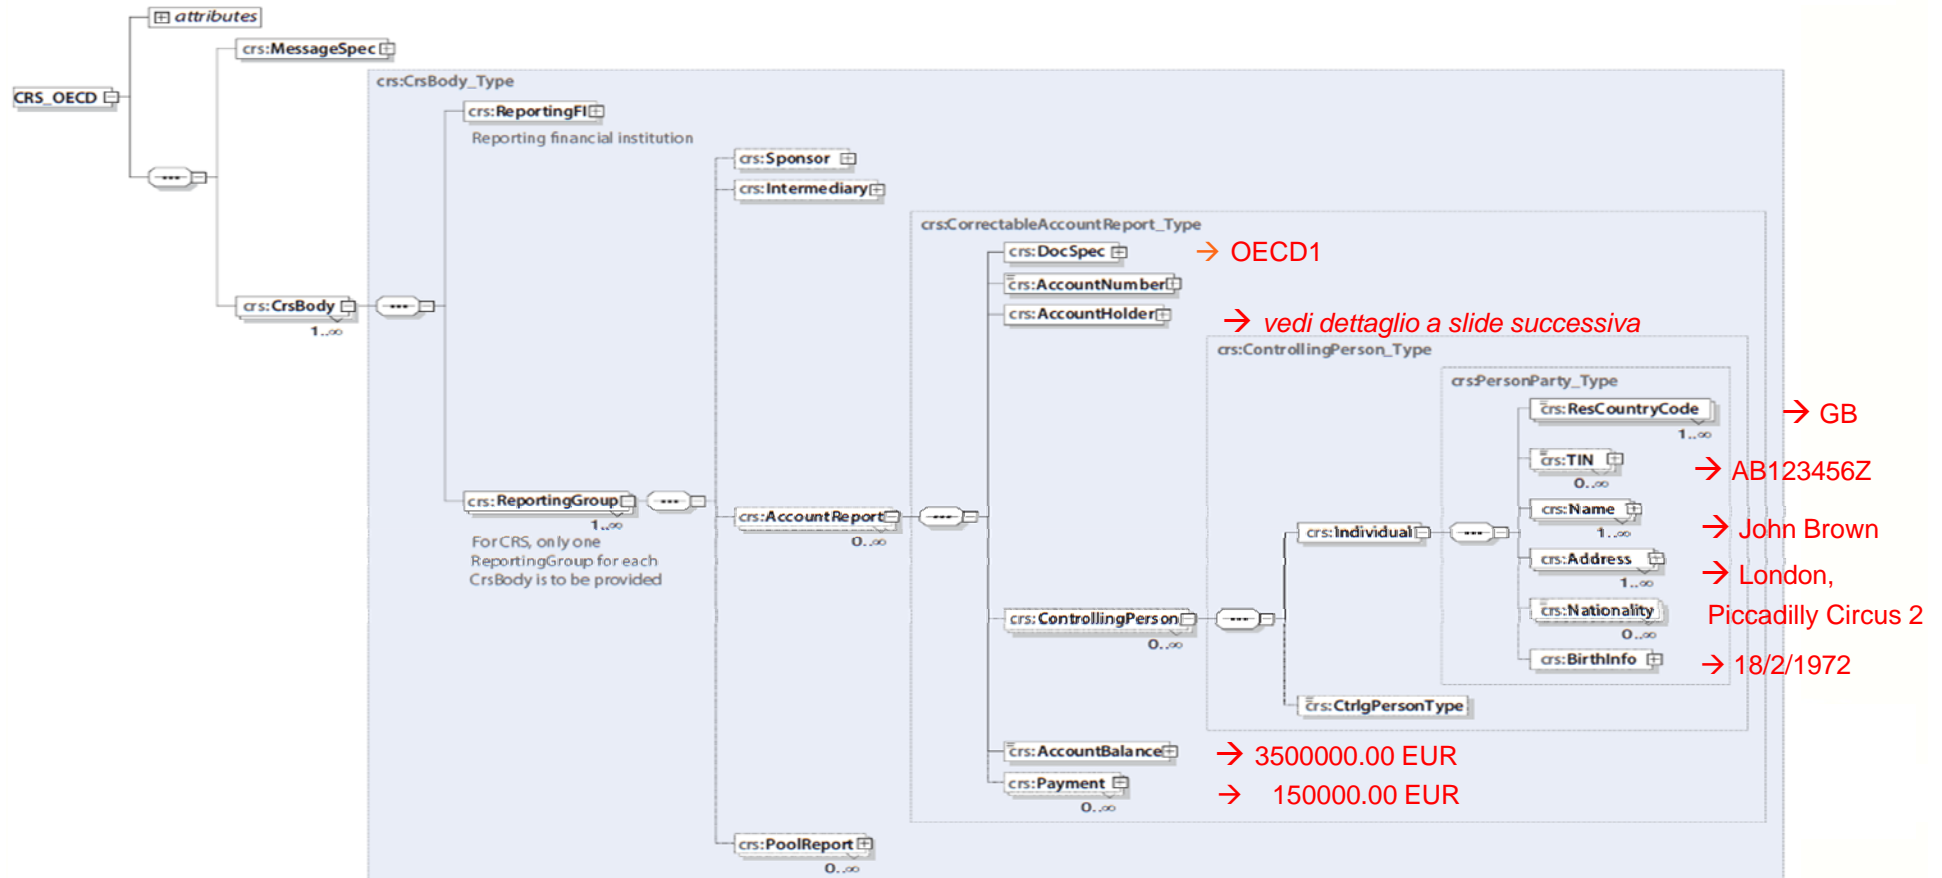 attributes
crs:MessageSpec
CRS_OECD
crs:CrsBody_Type
crs:ReportingFI
Reporting financial institution
crs:Sponsor
crs:Intermediary
crs:CorrectableAccountReport_Type
crs:DocSpec
→ OECD1
crs:AccountNumber
crs:AccountHolder
→ vedi dettaglio a slide successiva
crs:CrsBody
1..∞
crs:ControllingPerson_Type
crs:PersonParty_Type
crs:ResCountryCode
1..∞
→ GB
crs:TIN
0..∞
→ AB123456Z
crs:ReportingGroup
1..∞
For CRS, only one
ReportingGroup for each
CrsBody is to be provided
crs:AccountReport
0..∞
crs:Individual
crs:Name
1..∞
→ John Brown
crs:Address
1..∞
→ London,
Piccadilly Circus 2
crs:Nationality
0..∞
crs:ControllingPerson
0..∞
crs:BirthInfo
→ 18/2/1972
crs:CtrlgPersonType
crs:AccountBalance
→ 3500000.00 EUR
crs:Payment
0..∞
→ 150000.00 EUR
crs:PoolReport
0..∞